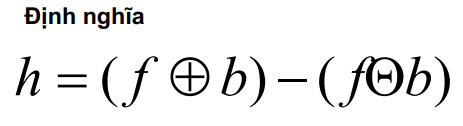 Định nghĩa
h = (f ⊕ b) − (fΘb)